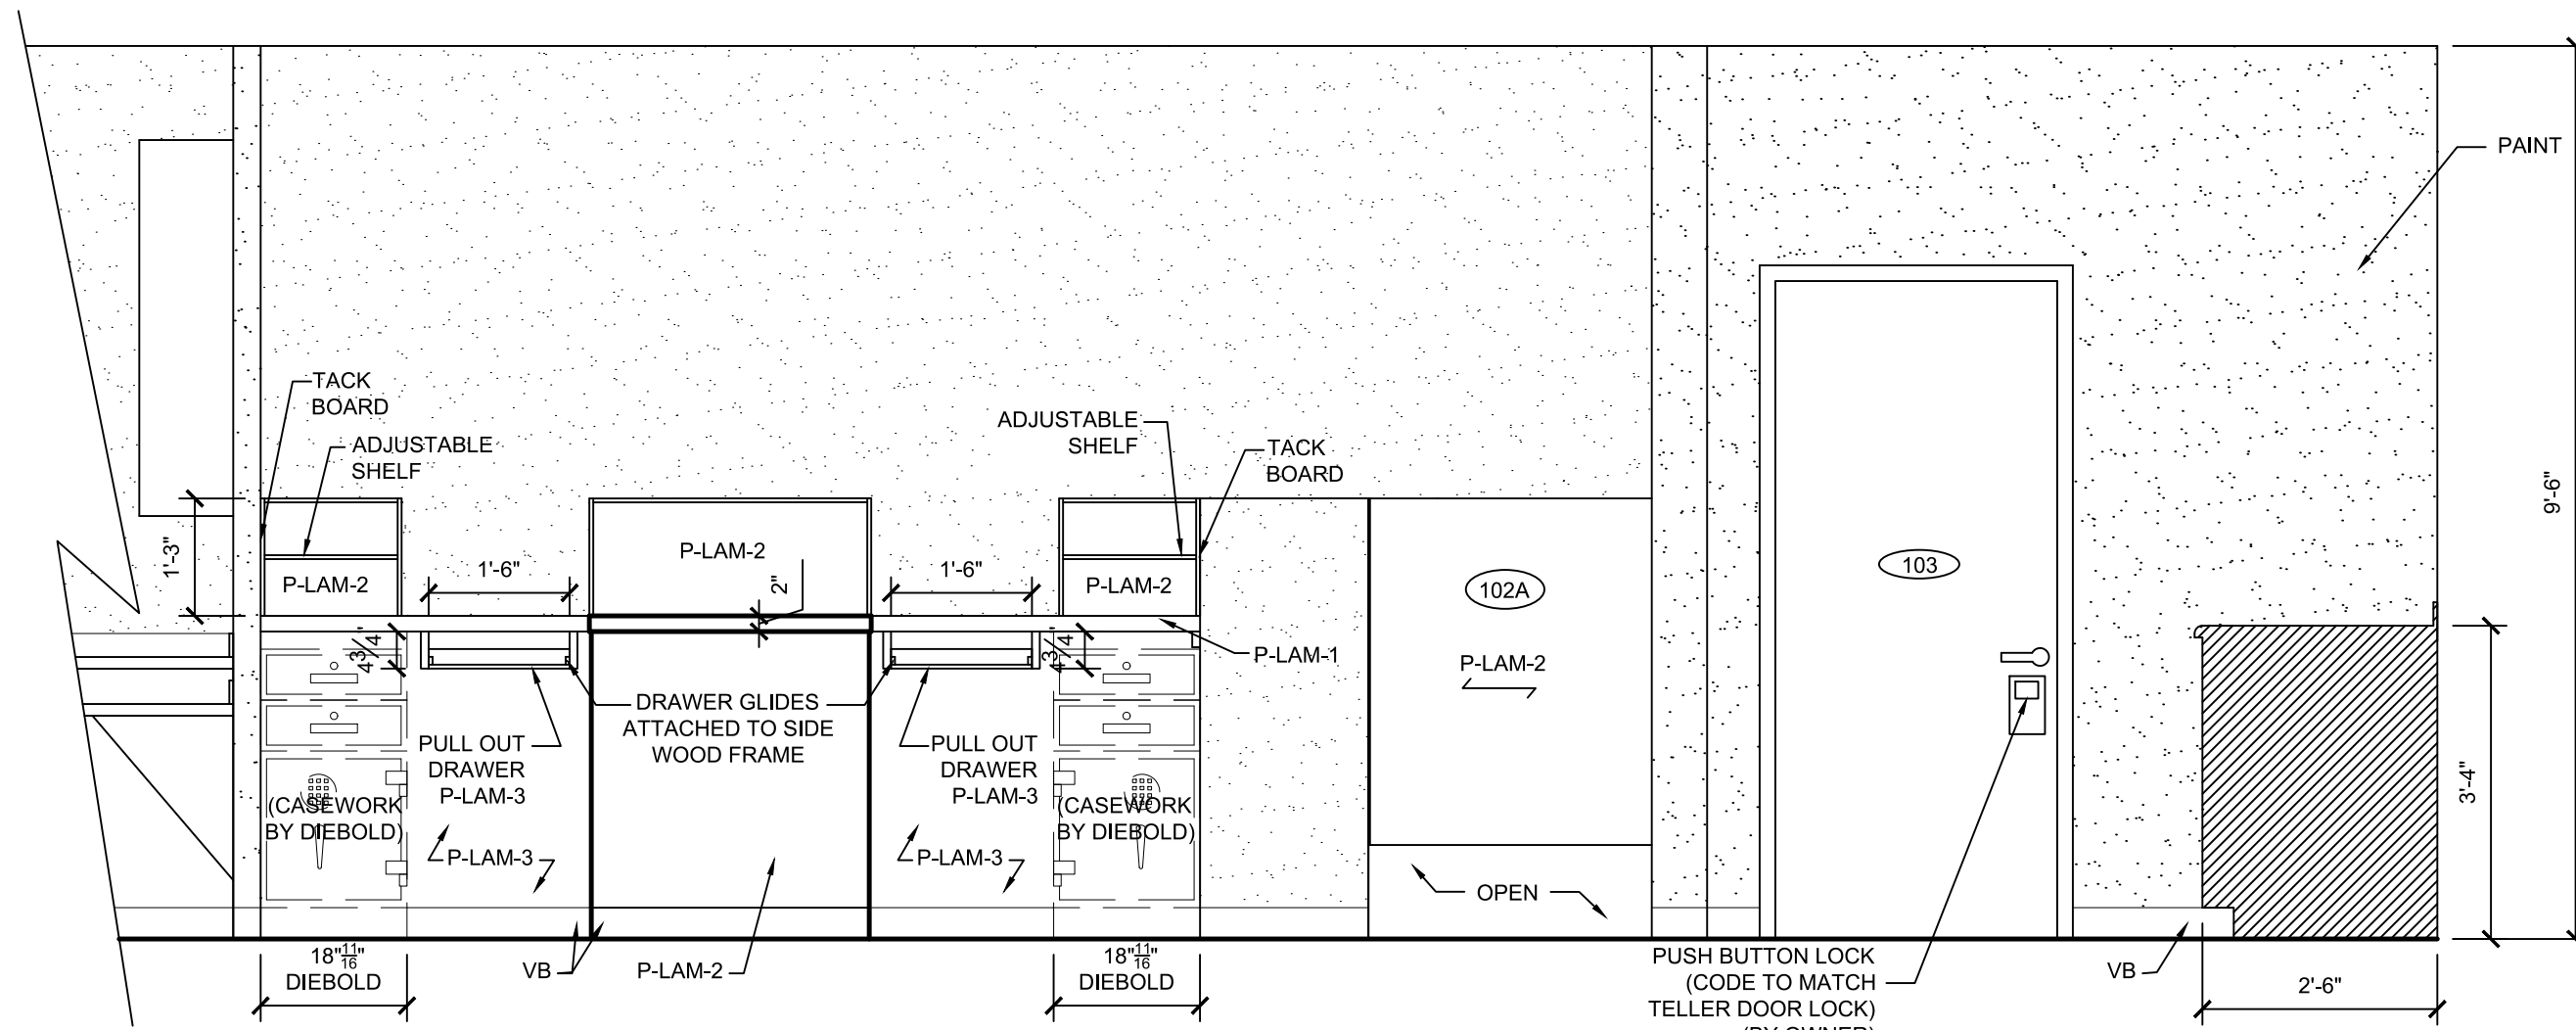 PAINT
TACK
BOARD
ADJUSTABLE
SHELF
ADJUSTABLE
SHELF
TACK
BOARD
9'-6"
1'-3"
P-LAM-2
1'-6"
P-LAM-2
2"
1'-6"
P-LAM-2
102A
103
4 3/4"
4 3/4"
P-LAM-1
P-LAM-2
DRAWER GLIDES
ATTACHED TO SIDE
WOOD FRAME
PULL OUT
DRAWER
P-LAM-3
PULL OUT
DRAWER
P-LAM-3
(CASEWORK
BY DIEBOLD)
(CASEWORK
BY DIEBOLD)
3'-4"
P-LAM-3
P-LAM-3
OPEN
18"11/16"
DIEBOLD
VB
P-LAM-2
18"11/16"
DIEBOLD
PUSH BUTTON LOCK
(CODE TO MATCH
TELLER DOOR LOCK)
(BY OWNER)
VB
2'-6"